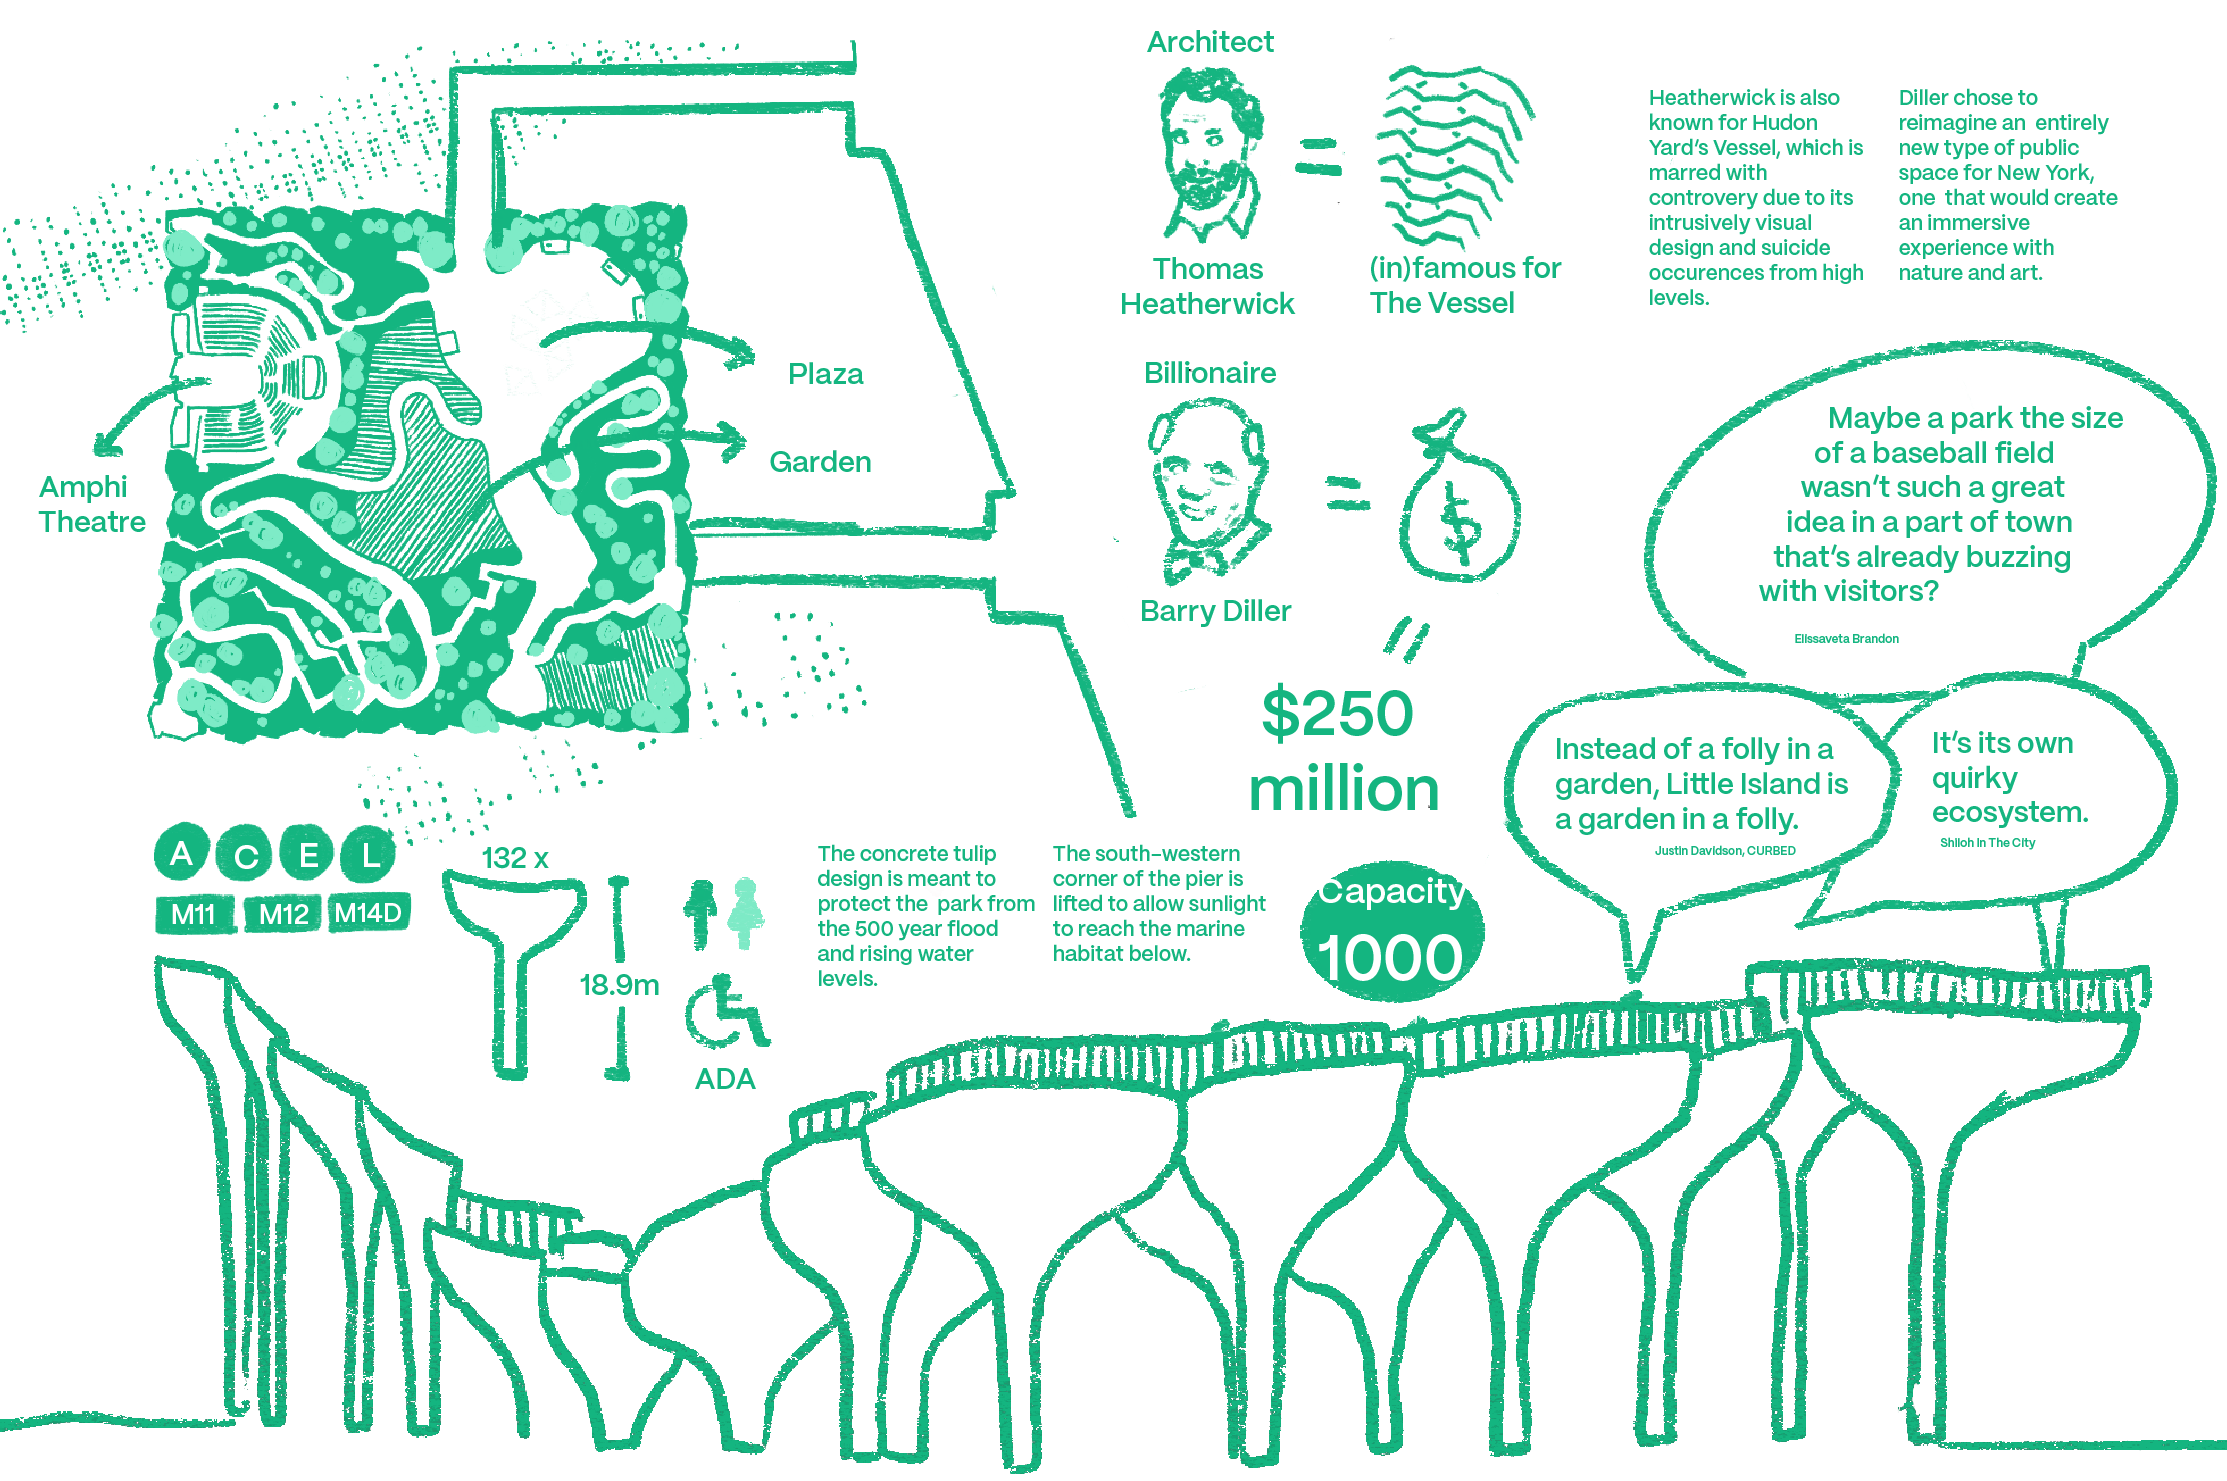 Architect
Thomas
Heatherwick
(in)famous for
The Vessel
Heatherwick is also
known for Hudon
Yard's Vessel, which is
marred with
controvery due to its
intrusively visual
design and suicide
occurences from high
levels.
Diller chose to
reimagine an entirely
new type of public
space for New York,
one that would create
an immersive
experience with
nature and art.
Plaza
Garden
Amphi
Theatre
Billionaire
Barry Diller
$
$250
million
Maybe a park the size
of a baseball field
wasn't such a great
idea in a part of town
that's already buzzing
with visitors?
Elissaveta Brandon
Instead of a folly in a
garden, Little Island is
a garden in a folly.
Justin Davidson, CURBED
It's its own
quirky
ecosystem.
Shiloh In The City
A C E L
M11 M12 M14D
132 x
18.9m
ADA
The concrete tulip
design is meant to
protect the park from
the 500 year flood
and rising water
levels.
The south-western
corner of the pier is
lifted to allow sunlight
to reach the marine
habitat below.
Capacity
1000